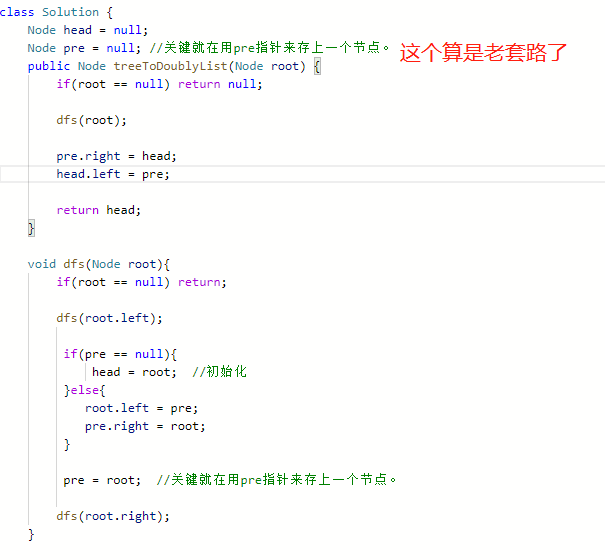 class Solution {
    Node head = null;
    Node pre = null; //关键就在用pre指针来存上一个节点。 这个算是老套路了
    public Node treeToDoublyList(Node root) {
        if(root == null) return null;

        dfs(root);

        pre.right = head;
        head.left = pre;

        return head;
    }

    void dfs(Node root){
        if(root == null) return;

        dfs(root.left);

         if(pre == null){
             head = root;  //初始化
         }else{
            root.left = pre;
            pre.right = root;
         }

         pre = root;  //关键就在用pre指针来存上一个节点。

        dfs(root.right);
    }